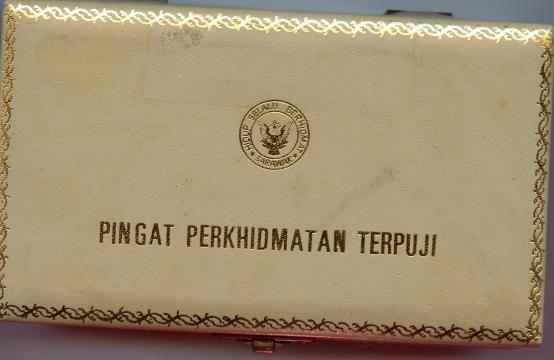 HIDUP SELALU BERKHIDMAT
SARAWAK
PINGAT PERKHIDMATAN TERPUJI